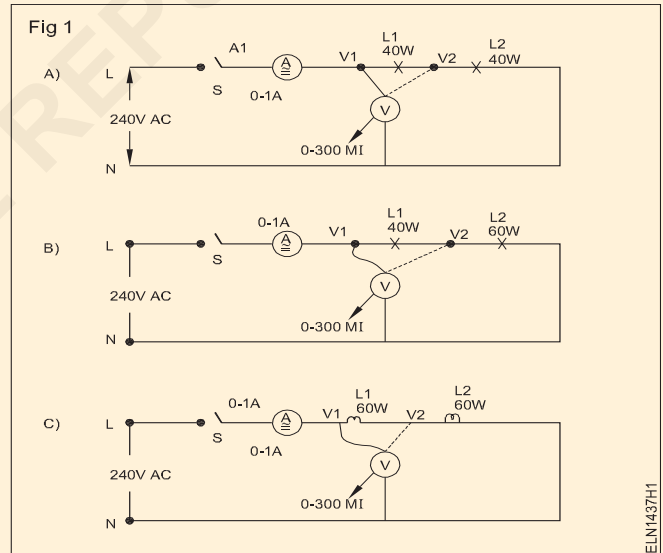 Fig 1
A)
L
A1
S
A
0-1A
V1
L1
40W
V2
L2
40W
240V AC
V
0-300 MI
N
B)
L
S
0-1A
A
V1
L1
40W
V2
L2
60W
240V AC
V
0-300 MI
N
C)
L
0-1A
S
A
0-1A
V1
L1
60W
V2
L2
60W
240V AC
V
0-300 MI
N
ELN1437H1